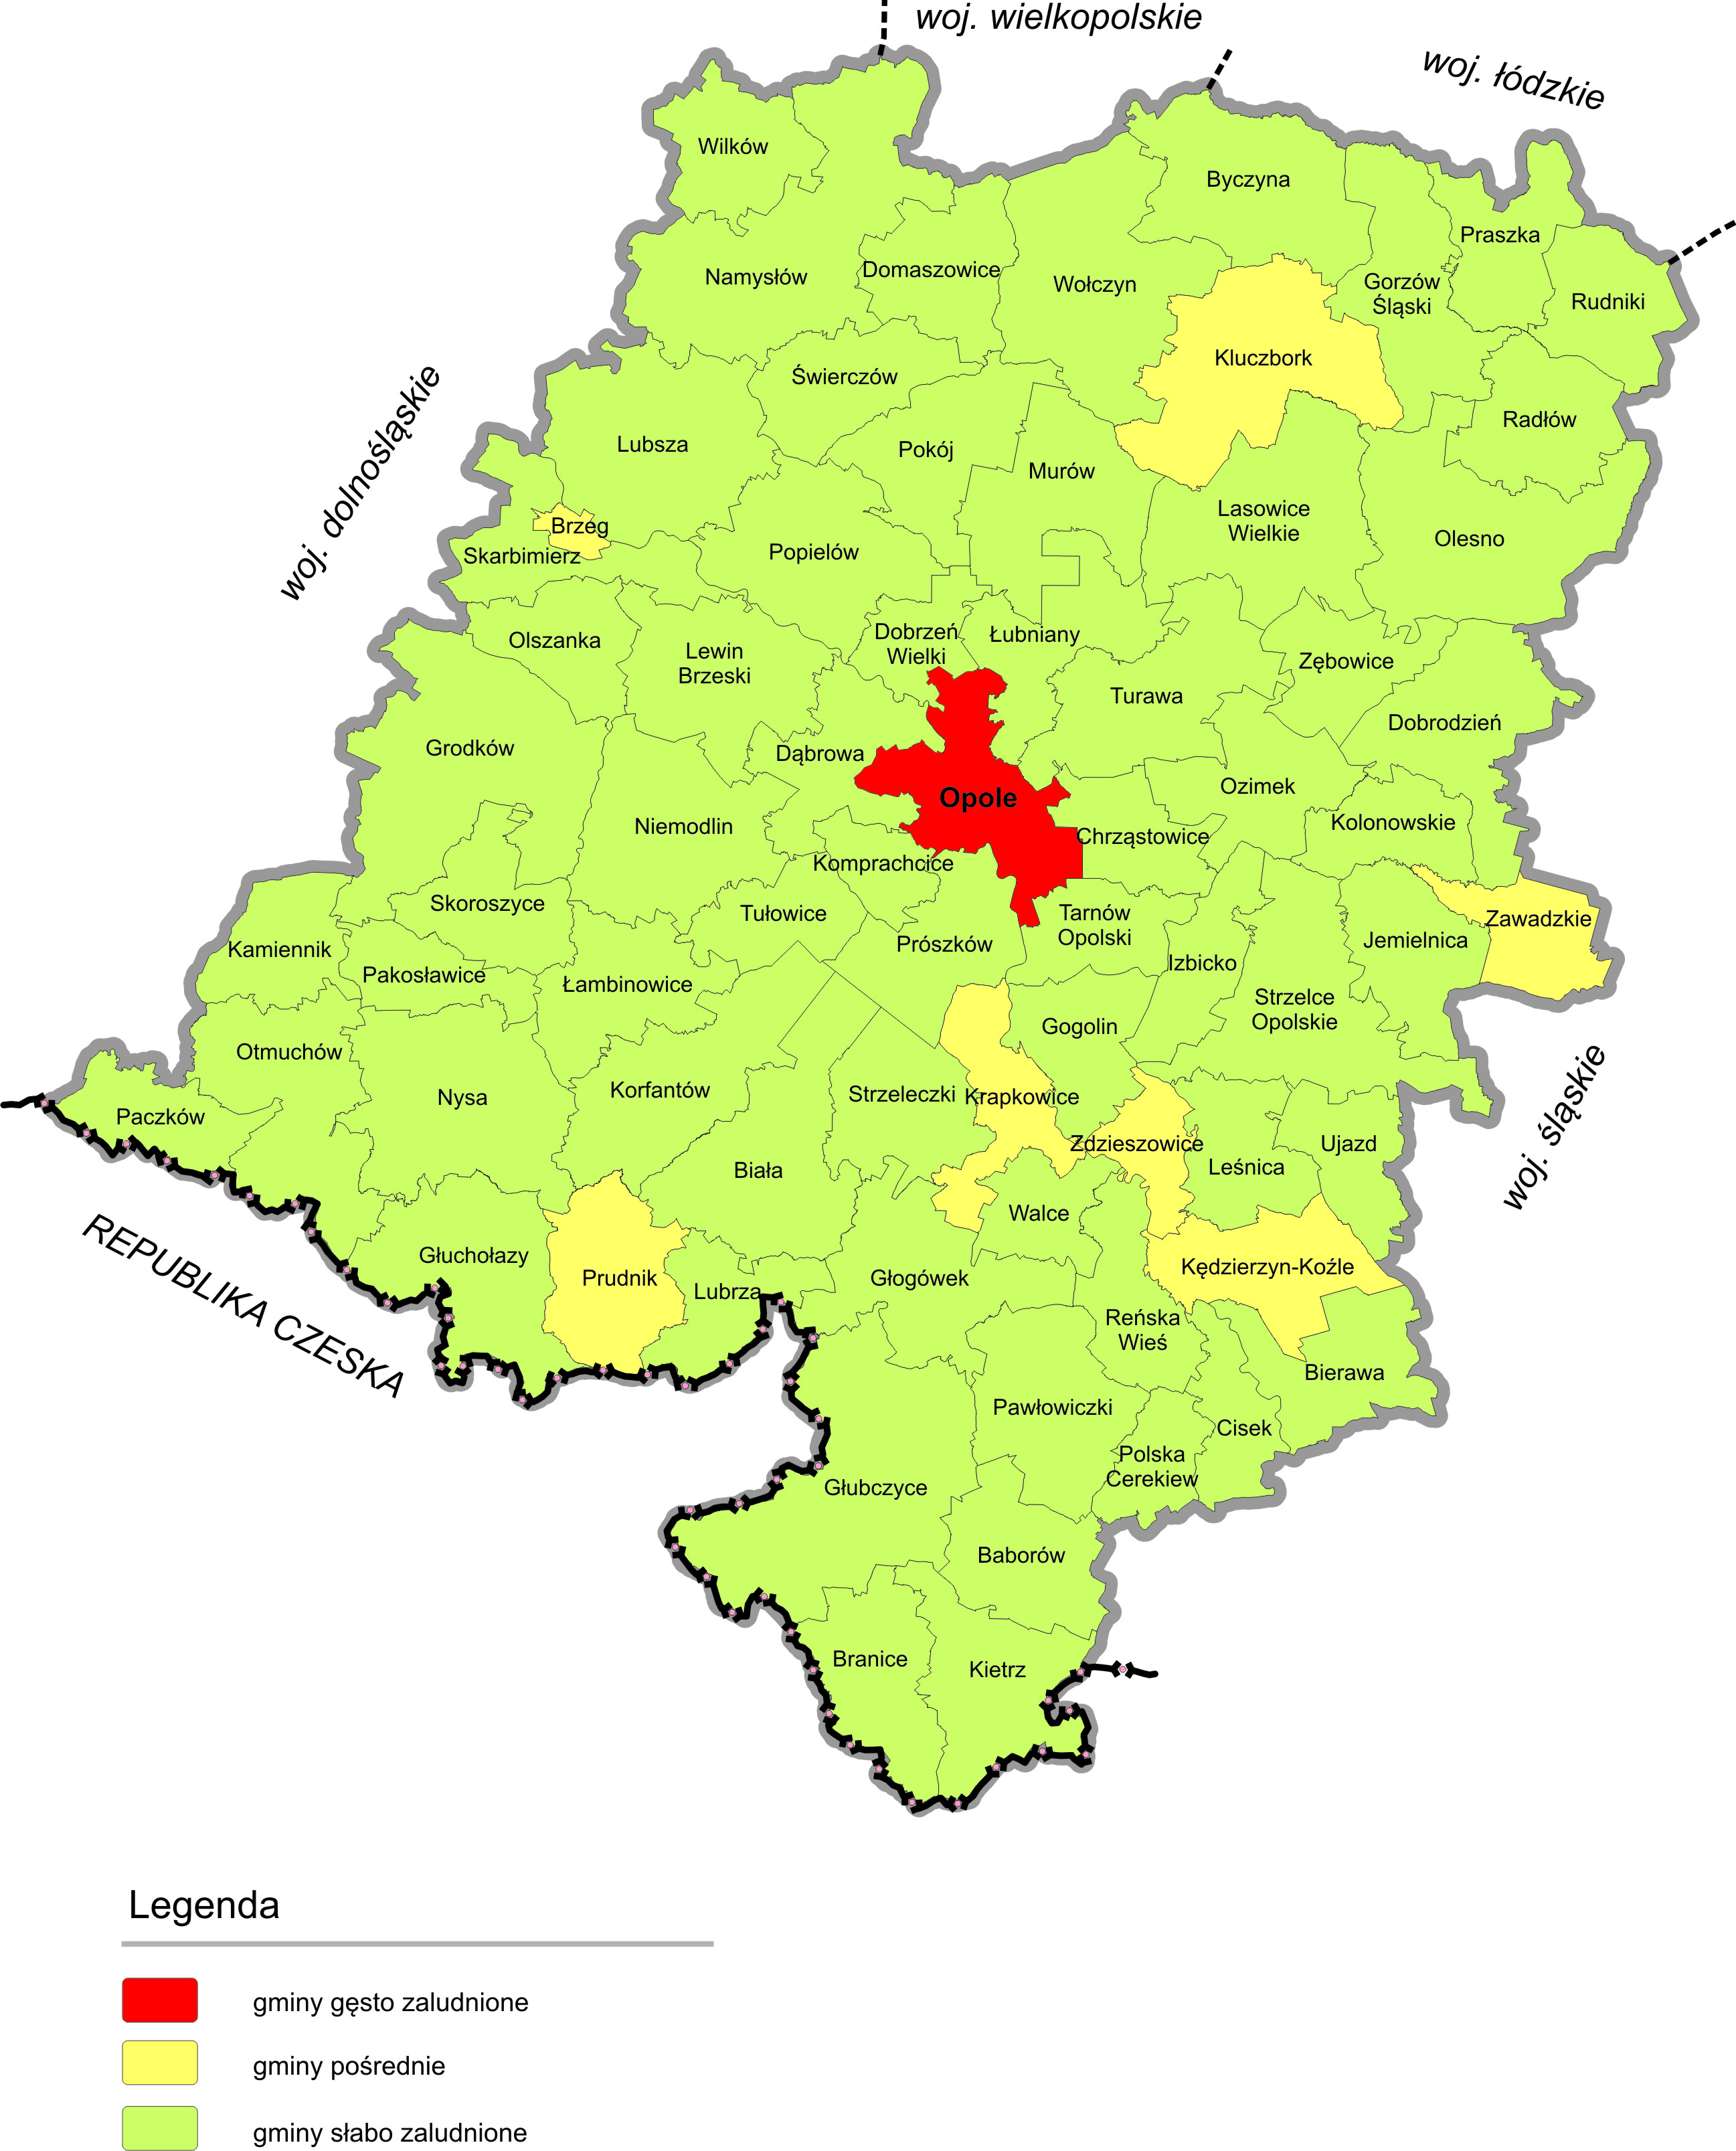 woj. wielkopolskie
woj. łódzkie
Wilków
Byczyna
Praszka
Namysłów
Domaszowice
Wołczyn
Gorzów
Śląski
Rudniki
Kluczbork
Świerczów
Radłów
woj. dolnośląskie
Lubsza
Pokój
Murów
Lasowice
Wielkie
Olesno
Brzeg
Skarbimierz
Popielów
Olszanka
Dobrzeń
Wielki
Łubniany
Lewin
Brzeski
Zębowice
Turawa
Dobrodzień
Grodków
Dąbrowa
Ozimek
Opole
Niemodlin
Chrząstowice
Kolonowskie
Komprachcice
Skoroszyce
Tułowice
Tarnów
Opolski
Zawadzkie
Kamiennik
Prószków
Jemielnica
Pakosławice
Łambinowice
Izbicko
Strzelce
Opolskie
Gogolin
Otmuchów
Nysa
Korfantów
Strzeleczki
Krapkowice
woj. śląskie
Paczków
Zdzieszowice
Ujazd
Biała
Leśnica
Walce
REPUBLIKA CZESKA
Głuchołazy
Prudnik
Lubrza
Głogówek
Kędzierzyn-Koźle
Reńska
Wieś
Bierawa
Pawłowiczki
Cisek
Polska
Cerekiew
Głubczyce
Baborów
Branice
Kietrz
Legenda
gminy gęsto zaludnione
gminy pośrednie
gminy słabo zaludnione